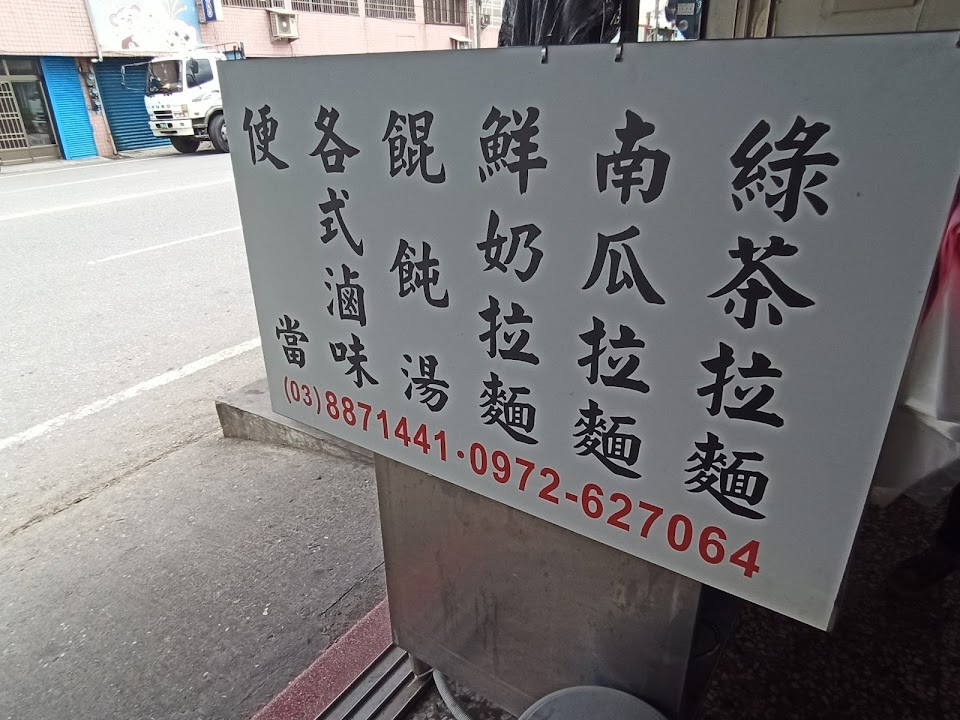 綠茶拉麵
南瓜拉麵
鮮奶拉麵
餛飩湯
各式滷味
便當
(03)8871441·0972-627064